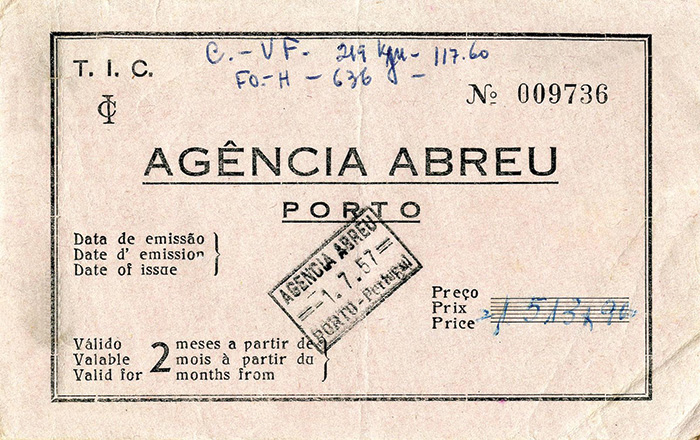 C.-VF- 219 kgm- 117.60
FO.-H - 636 -
T. I. C.
Nº 009736
AGÊNCIA ABREU
PORTO
Data de emissão
Date d' emission
Date of issue
AGENCIA ABREU
=-1. 7. 57=
PORTO-Portugal
Preço
Prix
Price
Válido
Valable
Valid for
2
meses a partir de
mois à partir du
months from